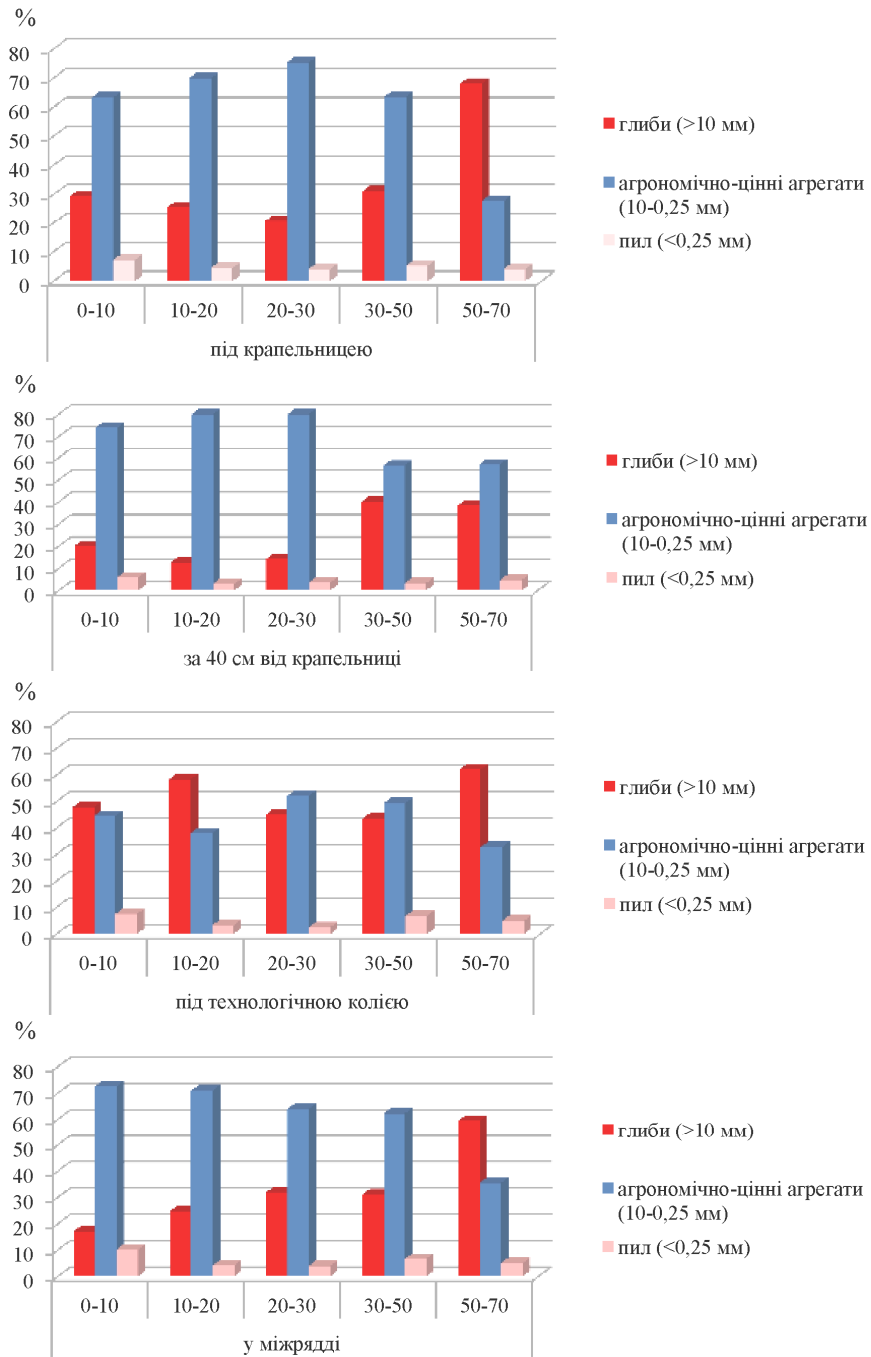 %
80
70
60
50
40
30
20
10
0
0-10 10-20 20-30 30-50 50-70
під крапельницею
глиби (>10 мм)
агрономічно-цінні агрегати
(10-0,25 мм)
пил (<0,25 мм)
%
80
70
60
50
40
30
20
10
0
0-10 10-20 20-30 30-50 50-70
за 40 см від крапельниці
глиби (>10 мм)
агрономічно-цінні агрегати
(10-0,25 мм)
пил (<0,25 мм)
%
80
70
60
50
40
30
20
10
0
0-10 10-20 20-30 30-50 50-70
під технологічною колією
глиби (>10 мм)
агрономічно-цінні агрегати
(10-0,25 мм)
пил (<0,25 мм)
%
80
70
60
50
40
30
20
10
0
0-10 10-20 20-30 30-50 50-70
у міжрядді
глиби (>10 мм)
агрономічно-цінні агрегати
(10-0,25 мм)
пил (<0,25 мм)